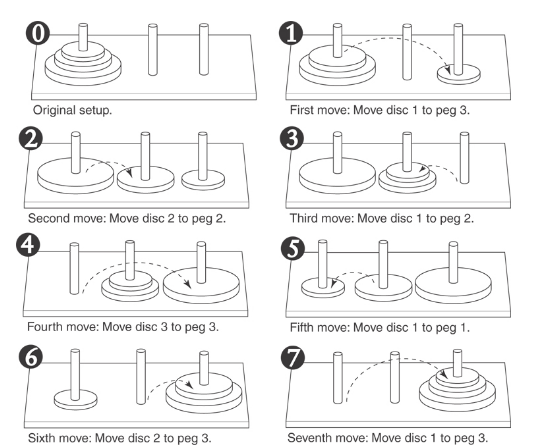 0
Original setup.
1
First move: Move disc 1 to peg 3.
2
Second move: Move disc 2 to peg 2.
3
Third move: Move disc 1 to peg 2.
4
Fourth move: Move disc 3 to peg 3.
5
Fifth move: Move disc 1 to peg 1.
6
Sixth move: Move disc 2 to peg 3.
7
Seventh move: Move disc 1 to peg 3.